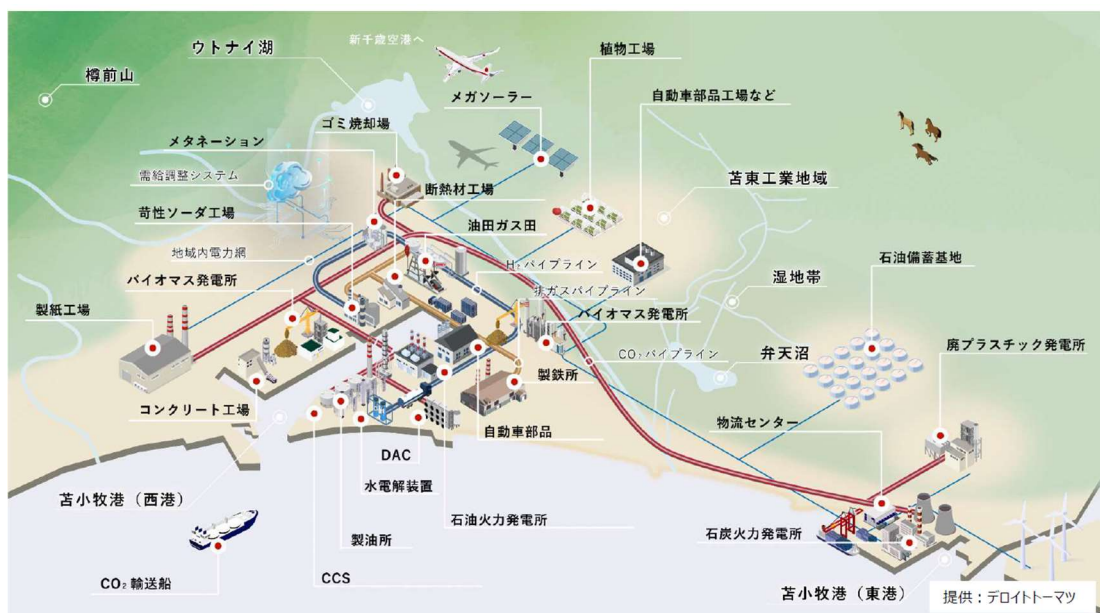 新千歳空港へ
ウトナイ湖
植物工場
樽前山
メガソーラー
自動車部品工場など
ゴミ焼却場
メタネーション
需給調整システム
断熱材工場
苫東工業地域
苛性ソーダ工場
油田ガス田
地域内電力網
H₂パイプライン
石油備蓄基地
バイオマス発電所
排ガスパイプライン
湿地帯
製紙工場
バイオマス発電所
廃プラスチック発電所
CO₂パイプライン
弁天沼
製鉄所
コンクリート工場
物流センター
自動車部品
DAC
苫小牧港（西港）
水電解装置
石油火力発電所
石炭火力発電所
製油所
CO₂輸送船
CCS
苫小牧港（東港）
提供：デロイトトーマツ